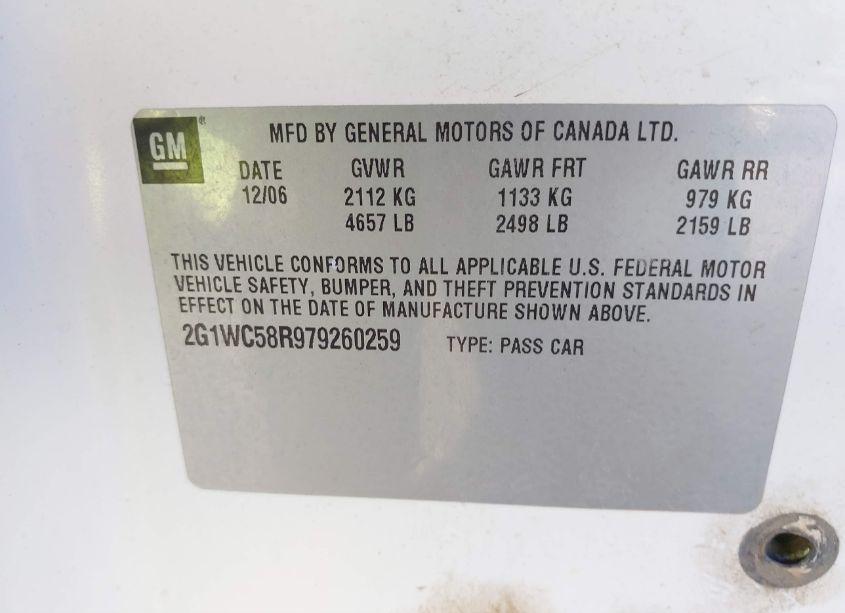 GM®
MFD BY GENERAL MOTORS OF CANADA LTD.
DATE GVWR GAWR FRT GAWR RR
12/06 2112 KG 1133 KG 979 KG
4657 LB 2498 LB 2159 LB
THIS VEHICLE CONFORMS TO ALL APPLICABLE U.S. FEDERAL MOTOR
VEHICLE SAFETY, BUMPER, AND THEFT PREVENTION STANDARDS IN
EFFECT ON THE DATE OF MANUFACTURE SHOWN ABOVE.
2G1WC58R979260259 TYPE: PASS CAR